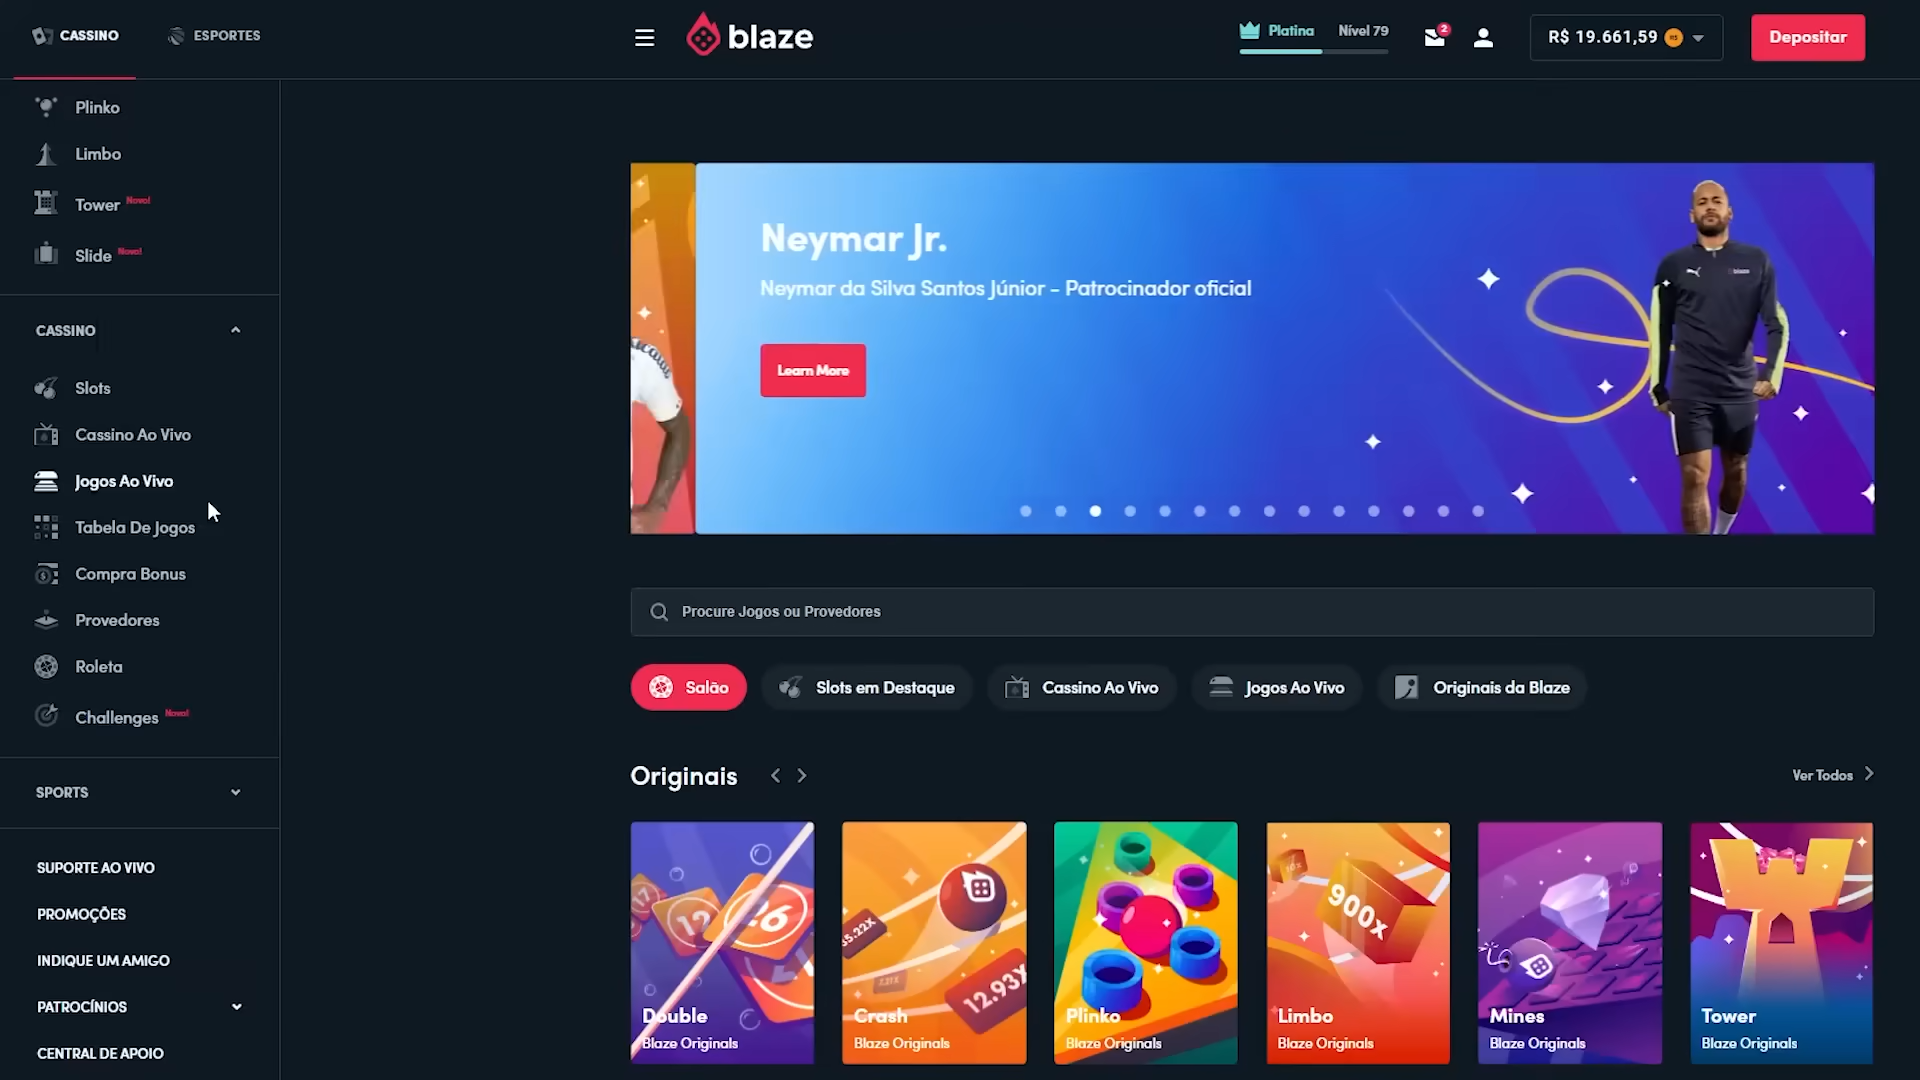 CASSINO
ESPORTES
blaze
Platina
Nível 79
2
R$ 19.661,59
R$
Depositar
Plinko
Limbo
Tower Novo!
Slide Novo!
CASSINO
Slots
Cassino Ao Vivo
Jogos Ao Vivo
Tabela De Jogos
Compra Bonus
Provedores
Roleta
Challenges Novo!
SPORTS
SUPORTE AO VIVO
PROMOÇÕES
INDIQUE UM AMIGO
PATROCÍNIOS
CENTRAL DE APOIO
Neymar Jr.
Neymar da Silva Santos Júnior - Patrocinador oficial
Learn More
blaze
Procure Jogos ou Provedores
Salão
Slots em Destaque
Cassino Ao Vivo
Jogos Ao Vivo
Originais da Blaze
Originais
Ver Todos
12
26
Double
Blaze Originals
35.22X
12.93X
Crash
Blaze Originals
Plinko
Blaze Originals
900x
Limbo
Blaze Originals
Mines
Blaze Originals
Tower
Blaze Originals